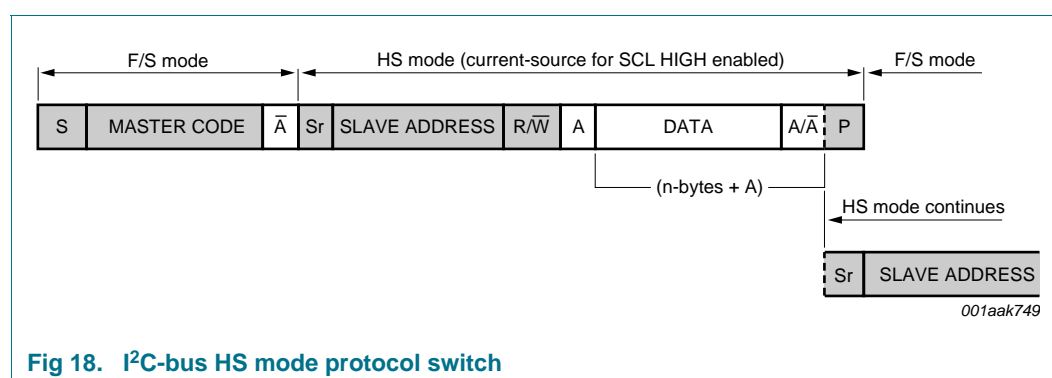 F/S mode HS mode (current-source for SCL HIGH enabled) F/S mode
S MASTER CODE A̅ Sr SLAVE ADDRESS R/W̅ A DATA A/A̅ P
(n-bytes + A)
HS mode continues
Sr SLAVE ADDRESS
001aak749
Fig 18. I²C-bus HS mode protocol switch